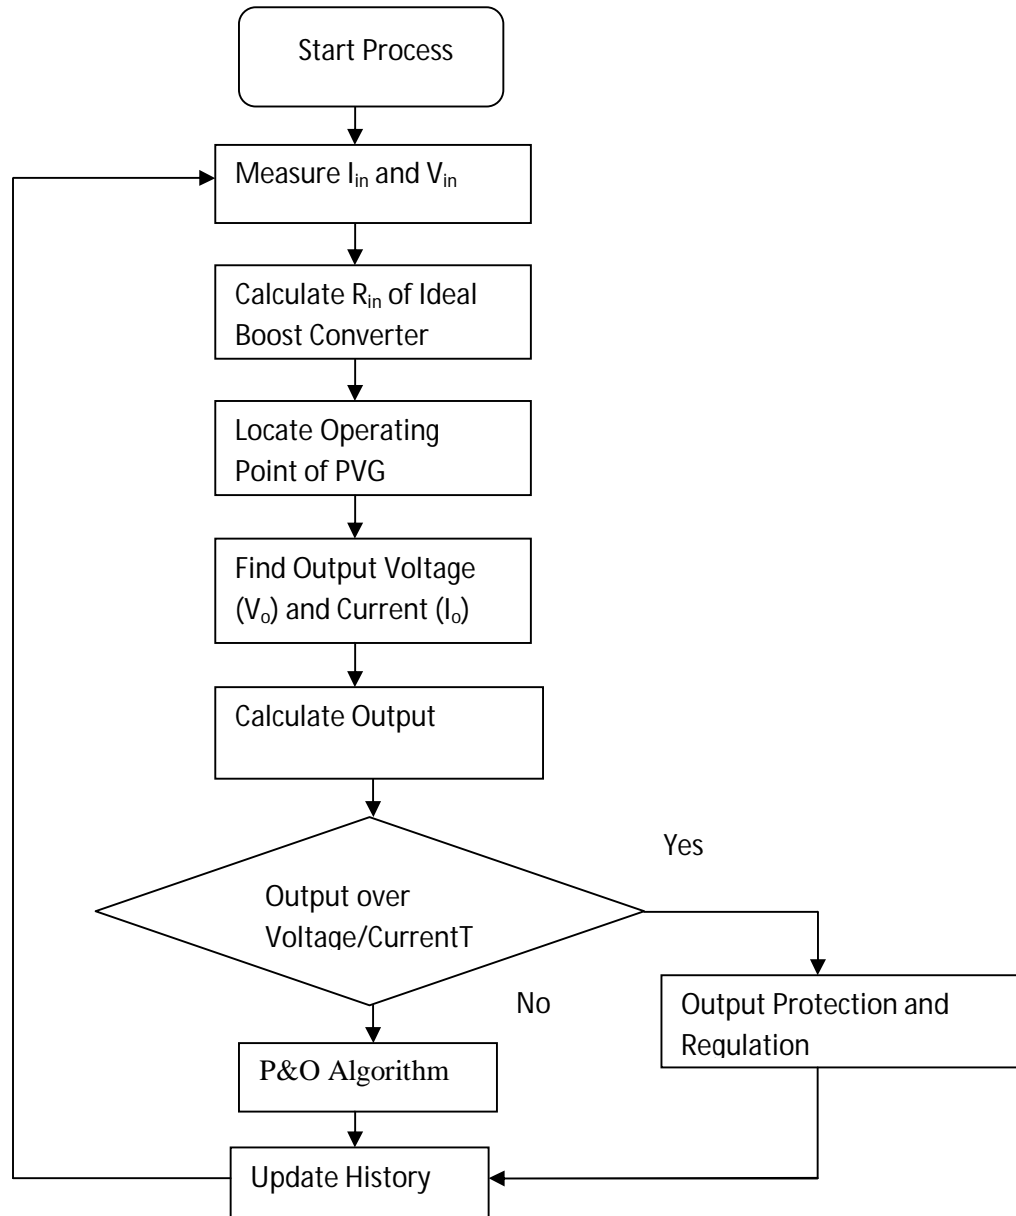 Start Process
Measure Iin and Vin
Calculate Rin of Ideal
Boost Converter
Locate Operating
Point of PVG
Find Output Voltage
(Vo) and Current (Io)
Calculate Output
Yes
Output over
Voltage/CurrentT
No
Output Protection and
Regulation
P&O Algorithm
Update History